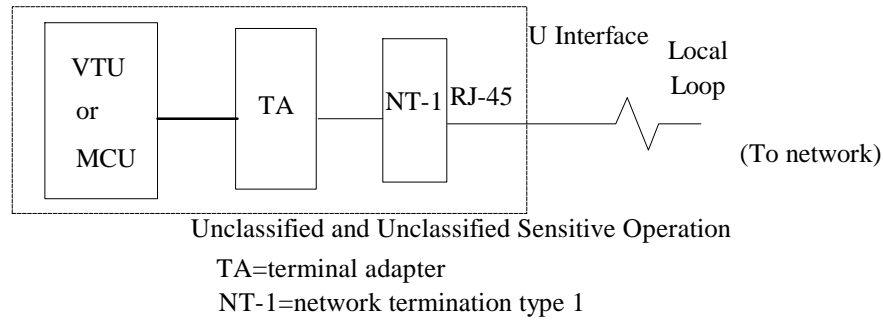 VTU
or
MCU
TA
NT-1
RJ-45
U Interface
Local
Loop
(To network)
Unclassified and Unclassified Sensitive Operation
TA=terminal adapter
NT-1=network termination type 1